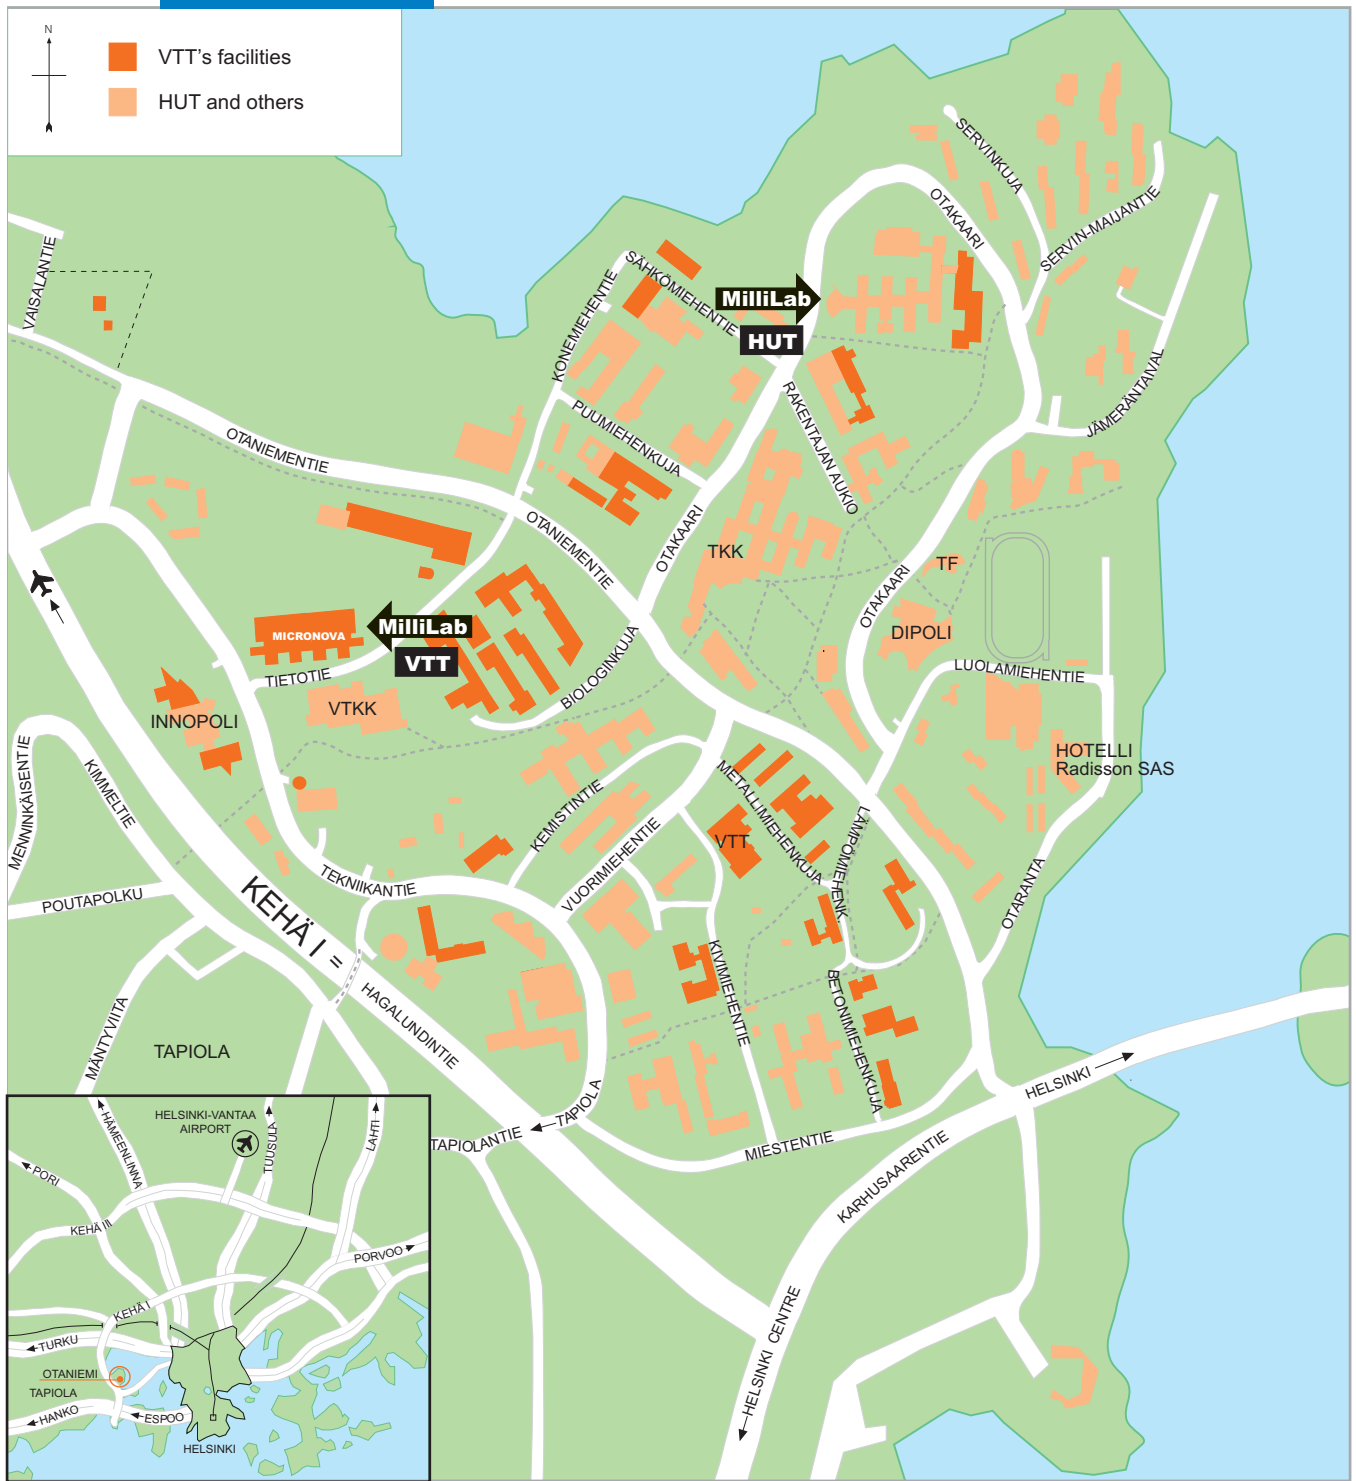 N
VTT's facilities
HUT and others
VAISALANTIE
SERVINKUJA
OTAKAARI
SERVIN-MAIJANTIE
SÄHKÖMIEHENTIE
KONEMIEHENTIE
MilliLab
HUT
JÄMERÄNTAIVAL
RAKENTAJAN AUKIO
PUUMIEHENKUJA
OTANIEMENTIE
OTANIEMENTIE
OTAKAARI
TKK
TF
OTAKAARI
DIPOLI
MICRONOVA
MilliLab
VTT
TIETOTIE
BIOLOGINKUJA
LUOLAMIEHENTIE
VTKK
INNOPOLI
HOTELLI
Radisson SAS
MENNINKÄISENTIE
KIMMELTIE
METALLIMIEHENKUJA
KEMISTINTIE
VUORIMIEHENTIE
VTT
LÄMPÖMIEHENK.
TEKNIIKANTIE
POUTAPOLKU
KEHÄ I =
OTARANTA
KIVIMIEHENTIE
BETONIMIEHENKUJA
HAGALUNDINTIE
MÄNTYVIITA
TAPIOLA
HELSINKI
TAPIOLA
TAPIOLANTIE
MIESTENTIE
KARHUSAARENTIE
HELSINKI CENTRE
HELSINKI-VANTAA
AIRPORT
HÄMEENLINNA
TUUSULA
LAHTI
PORI
KEHÄ III
PORVOO
KEHÄ I
TURKU
OTANIEMI
TAPIOLA
HANKO
ESPOO
HELSINKI